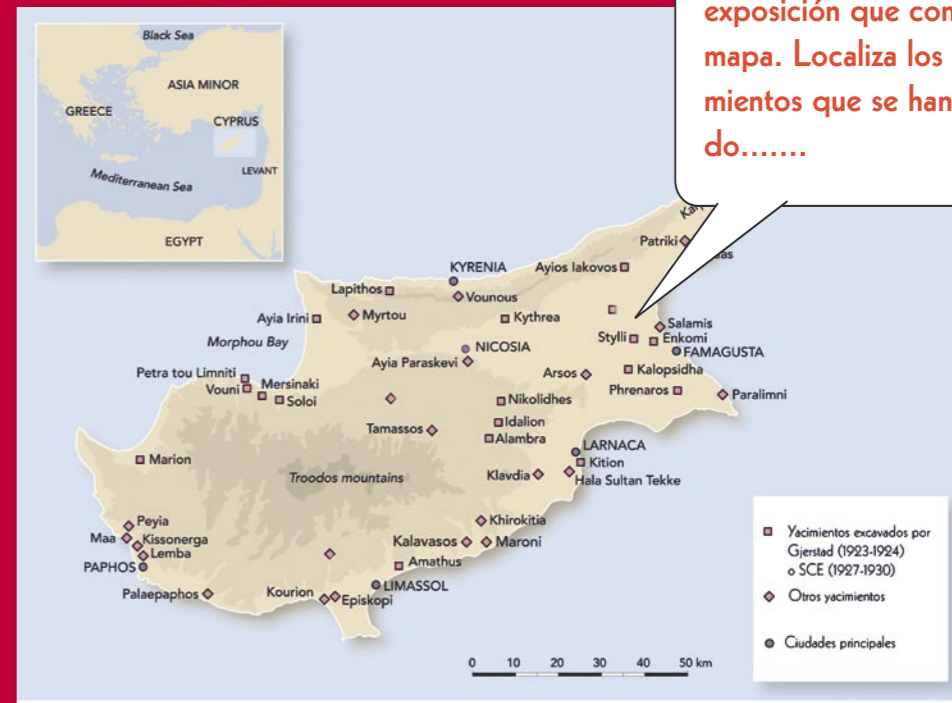 exposición que con
mapa. Localiza los
mientos que se han
do.......
Black Sea
ASIA MINOR
GREECE
CYPRUS
LEVANT
Mediterranean Sea
EGYPT
Patriki
KYRENIA
Ayios Iakovos
Lapithos
Vounous
Ayia Irini
Myrtou
Kythrea
Salamis
Morphou Bay
Stylli
Enkomi
NICOSIA
FAMAGUSTA
Ayia Paraskevi
Petra tou Limniti
Arsos
Kalopsidha
Vouni
Mersinaki
Phrenaros
Paralimni
Soloi
Nikolidhes
Idalion
Tamassos
Alambra
LARNACA
Marion
Kition
Troodos mountains
Klavdia
Hala Sultan Tekke
Peyia
Khirokitia
Maa
Kissonerga
Kalavasos
Maroni
Lemba
PAPHOS
Amathus
LIMASSOL
Palaepaphos
Kourion
Episkopi
0 10 20 30 40 50 km
Yacimientos excavados por
Gjerstad (1923-1924)
o SCE (1927-1930)
Otros yacimientos
Ciudades principales